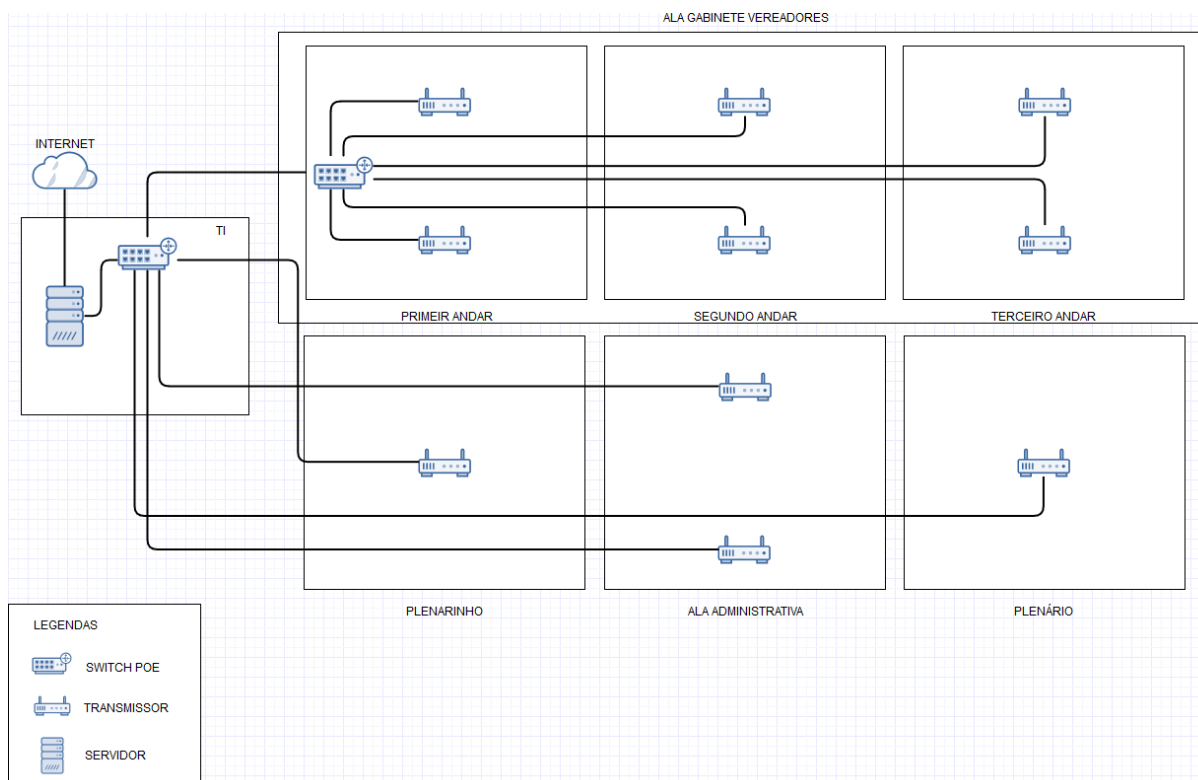 ALA GABINETE VEREADORES
INTERNET
TI
PRIMEIR ANDAR
SEGUNDO ANDAR
TERCEIRO ANDAR
PLENARINHO
ALA ADMINISTRATIVA
PLENÁRIO
LEGENDAS
SWITCH POE
TRANSMISSOR
SERVIDOR